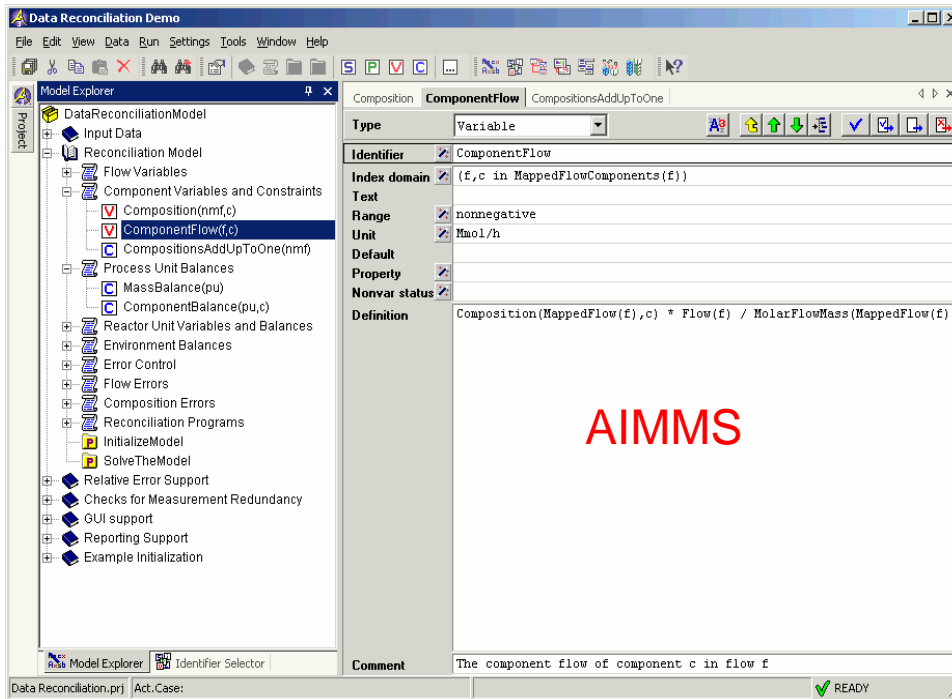 Data Reconciliation Demo
File Edit View Data Run Settings Tools Window Help
S P V C ...
Project
Model Explorer
DataReconciliationModel
Input Data
Reconciliation Model
Flow Variables
Component Variables and Constraints
V Composition(nmf,c)
V ComponentFlow(f,c)
C CompositionsAddUpToOne(nmf)
Process Unit Balances
C MassBalance(pu)
C ComponentBalance(pu,c)
Reactor Unit Variables and Balances
Environment Balances
Error Control
Flow Errors
Composition Errors
Reconciliation Programs
P InitializeModel
P SolveTheModel
Relative Error Support
Checks for Measurement Redundancy
GUI support
Reporting Support
Example Initialization
Model Explorer Identifier Selector
Composition ComponentFlow CompositionsAddUpToOne
Type Variable
Identifier ComponentFlow
Index domain (f,c in MappedFlowComponents(f))
Text
Range nonnegative
Unit Mmol/h
Default
Property
Nonvar status
Definition Composition(MappedFlow(f),c) * Flow(f) / MolarFlowMass(MappedFlow(f)
AIMMS
Comment The component flow of component c in flow f
Data Reconciliation.prj Act.Case: READY